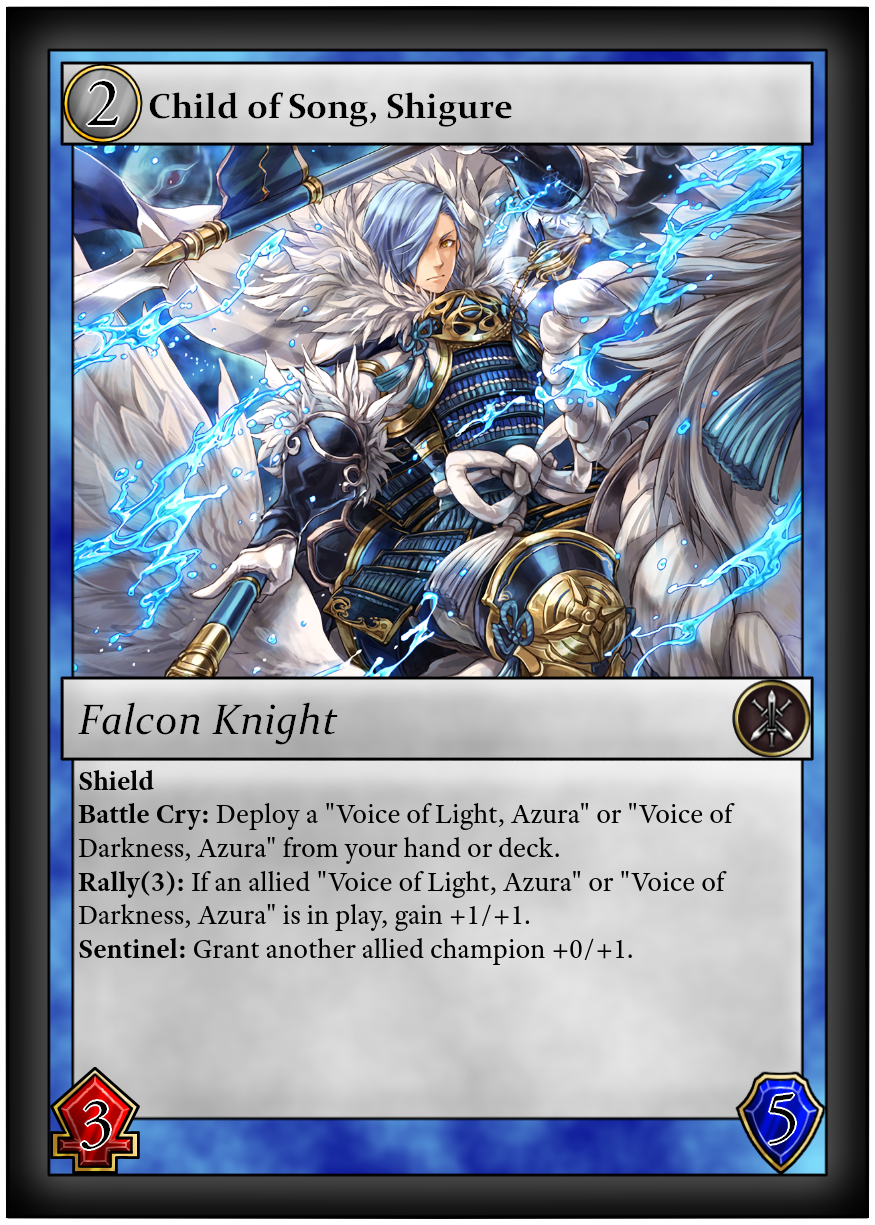 2
Child of Song, Shigure
Falcon Knight
Shield
Battle Cry: Deploy a "Voice of Light, Azura" or "Voice of
Darkness, Azura" from your hand or deck.
Rally(3): If an allied "Voice of Light, Azura" or "Voice of
Darkness, Azura" is in play, gain +1/+1.
Sentinel: Grant another allied champion +0/+1.
3
5